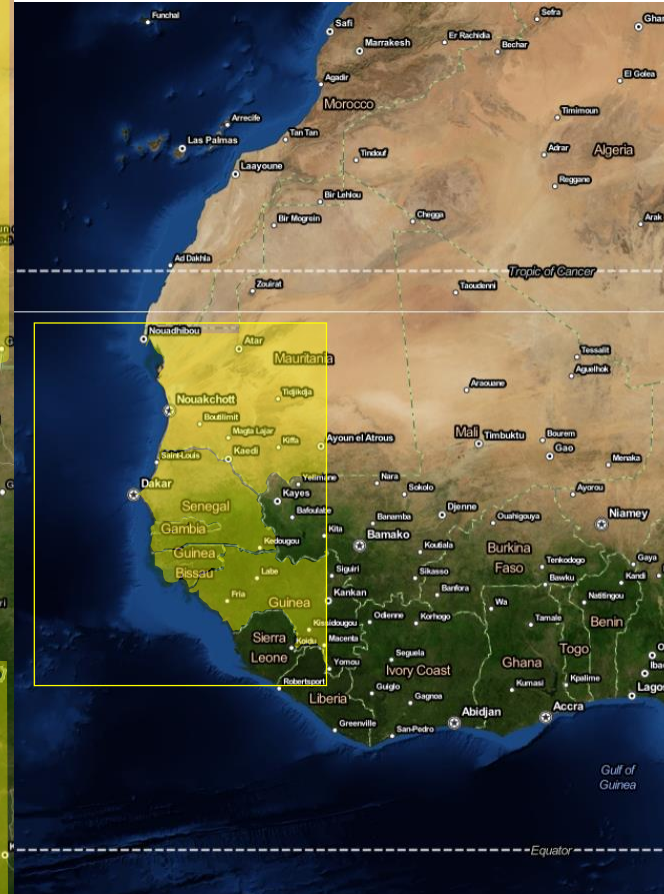 Funchal
Safi
Sefra
Marrakesh
Er Rachidia
Bechar
El Golea
Agadir
Morocco
Timimoun
Arrecife
Las Palmas
Tan Tan
Tindouf
Adrar
Algeria
Laayoune
Reggane
Bir Lehlou
Bir Mogrein
Chegga
Arak
Ad Dakhla
Tropic of Cancer
Zouirat
Taoudenni
Nouadhibou
Atar
Mauritania
Tessalit
Aguelhok
Tidjikdja
Araouane
Nouakchott
Boutilimit
Magta Lajar
Kiffa
Ayoun el Atrous
Mali
Timbuktu
Bourem
Gao
Kaedi
Saint-Louis
Menaka
Dakar
Yelimane
Nara
Sokolo
Ayorou
Kayes
Senegal
Bafoulabe
Banamba
Djenne
Ouahigouya
Niamey
Gambia
Kita
Bamako
Kedougou
Koutiala
Burkina
Faso
Guinea
Bissau
Labe
Siguiri
Sikasso
Banfora
Tenkodogo
Bawku
Gaya
Kandi
Fria
Guinea
Kankan
Wa
Natitingou
Kissidougou
Odienne
Korhogo
Tamale
Benin
Sierra
Leone
Koidu
Macenta
Togo
Yomou
Seguela
Ivory Coast
Ghana
Robertsport
Liberia
Guiglo
Gagnoa
Kumasi
Kpalime
Lagos
Greenville
San-Pedro
Abidjan
Accra
Gulf of
Guinea
Equator